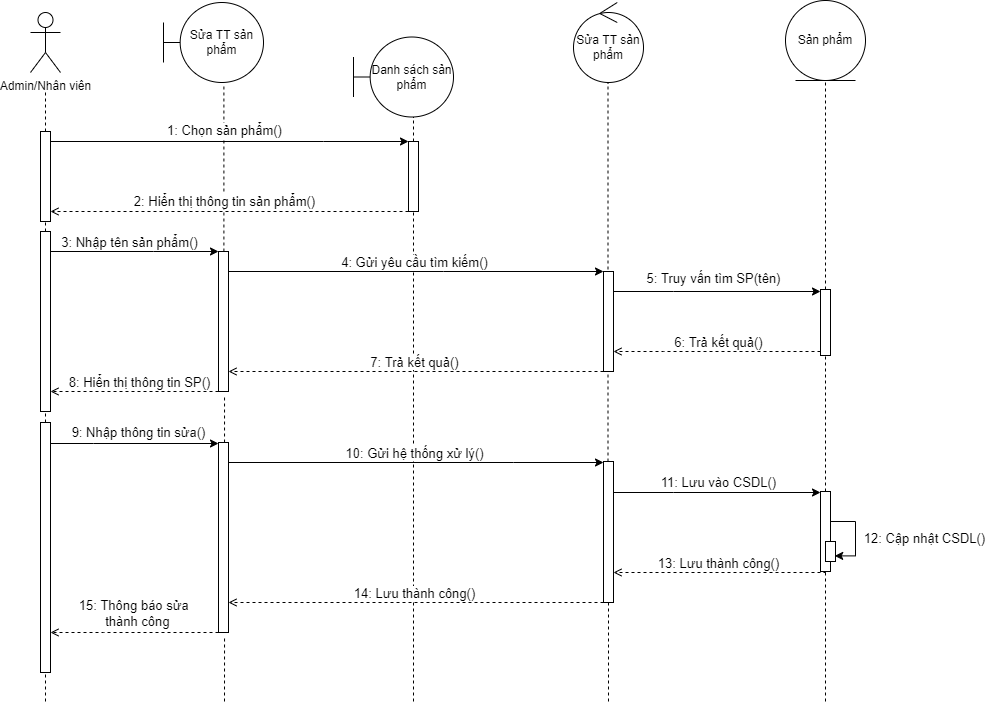 Sửa TT sản
phẩm
Sửa TT sản
phẩm
Sản phẩm
Danh sách sản
phẩm
Admin/Nhân viên
1: Chọn sản phẩm()
2: Hiển thị thông tin sản phẩm()
3: Nhập tên sản phẩm()
4: Gửi yêu cầu tìm kiếm()
5: Truy vấn tìm SP(tên)
6: Trả kết quả()
7: Trả kết quả()
8: Hiển thị thông tin SP()
9: Nhập thông tin sửa()
10: Gửi hệ thống xử lý()
11: Lưu vào CSDL()
12: Cập nhật CSDL()
13: Lưu thành công()
14: Lưu thành công()
15: Thông báo sửa
thành công